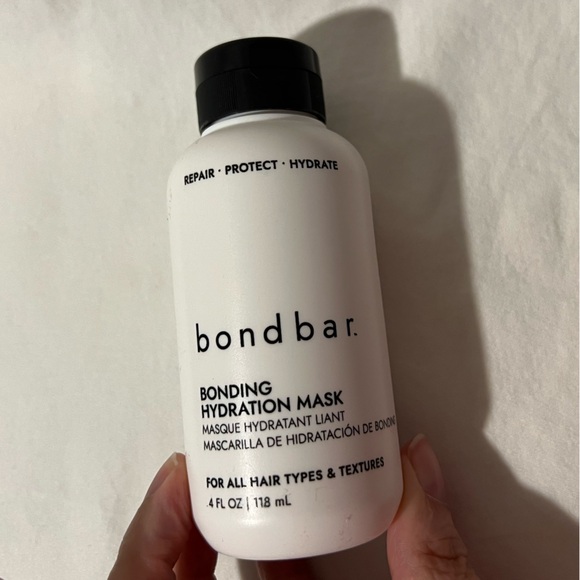 REPAIR · PROTECT · HYDRATE
bondbar.
BONDING
HYDRATION MASK
MASQUE HYDRATANT LIANT
MASCARILLA DE HIDRATACIÓN DE BONDING
FOR ALL HAIR TYPES & TEXTURES
4 FL OZ | 118 mL